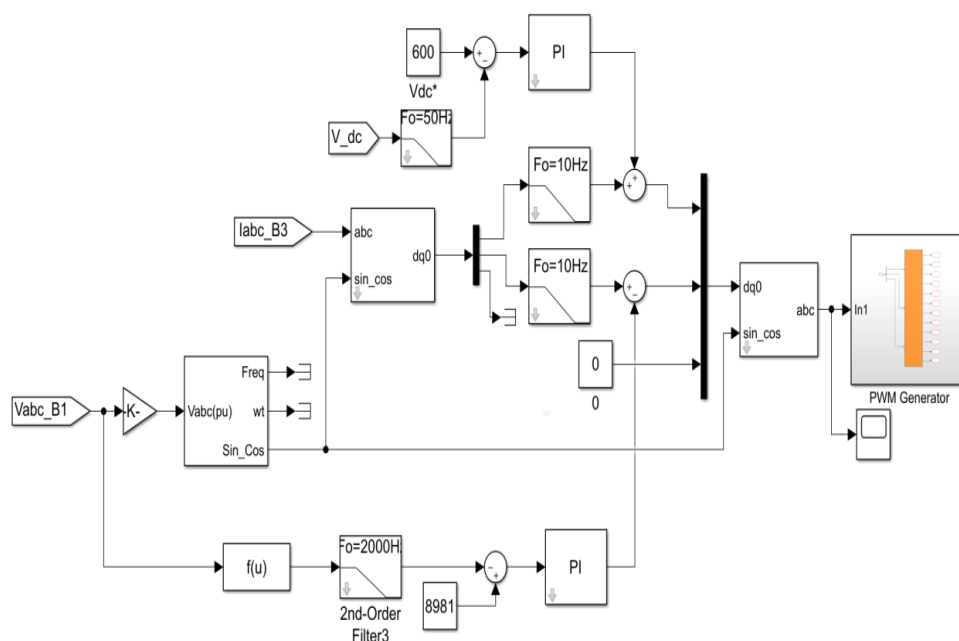 600
Vdc*
+
−
PI
Fo=50Hz
V_dc
Fo=10Hz
+
+
Iabc_B3
abc
sin_cos
dq0
Fo=10Hz
+
−
dq0
sin_cos
abc
In1
PWM Generator
0
0
Vabc_B1
-K-
Vabc(pu)
Freq
wt
Sin_Cos
f(u)
Fo=2000Hz
2nd-Order
Filter3
−
+
8981
PI